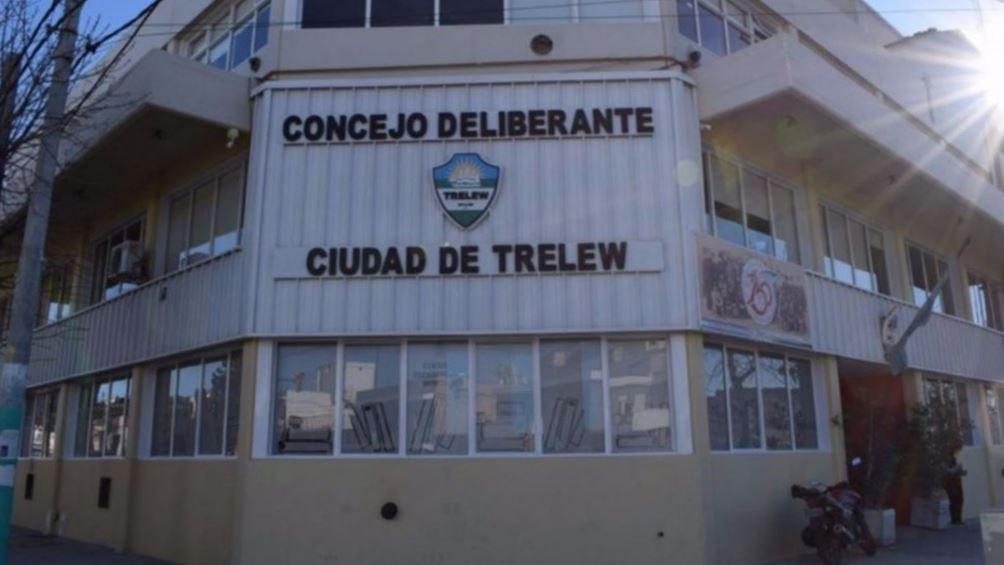 CONCEJO DELIBERANTE
TRELEW
CIUDAD DE TRELEW